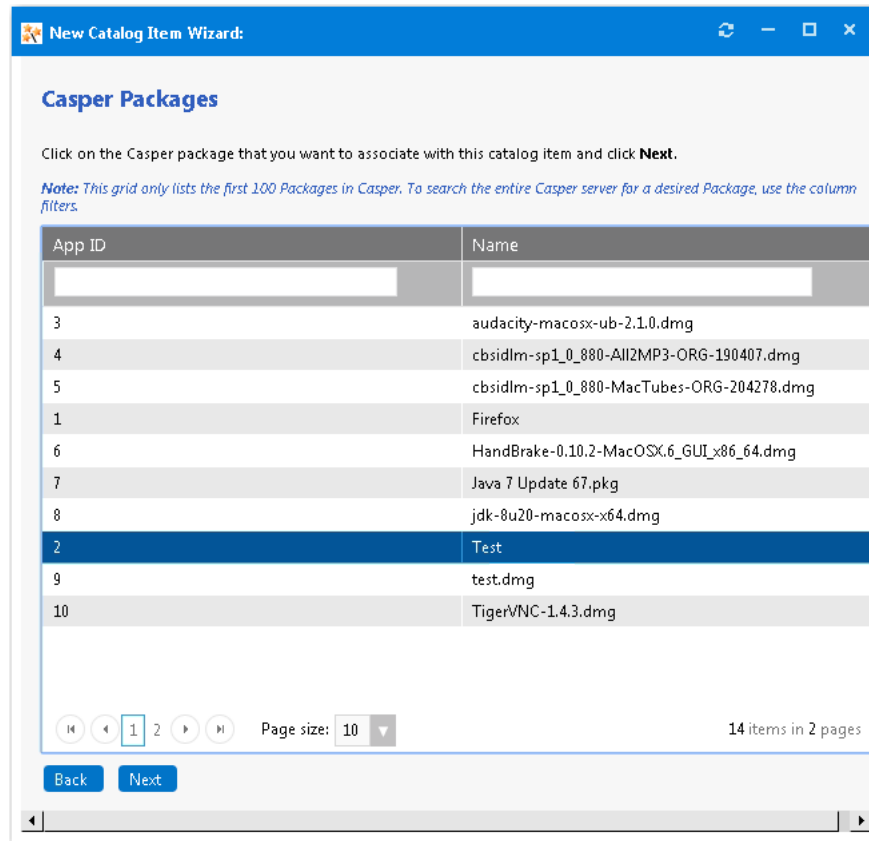 New Catalog Item Wizard:
Casper Packages
Click on the Casper package that you want to associate with this catalog item and click Next.
Note: This grid only lists the first 100 Packages in Casper. To search the entire Casper server for a desired Package, use the column
filters.
App ID Name
3 audacity-macosx-ub-2.1.0.dmg
4 cbsidlm-sp1_0_880-All2MP3-ORG-190407.dmg
5 cbsidlm-sp1_0_880-MacTubes-ORG-204278.dmg
1 Firefox
6 HandBrake-0.10.2-MacOSX.6_GUI_x86_64.dmg
7 Java 7 Update 67.pkg
8 jdk-8u20-macosx-x64.dmg
2 Test
9 test.dmg
10 TigerVNC-1.4.3.dmg
1 2 Page size: 10 14 items in 2 pages
Back Next